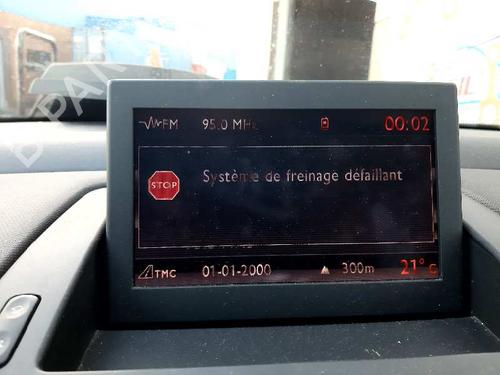 FM 95.0 MHz 00:02
STOP Système de freinage défaillant
TMC 01-01-2000 300m 21° C